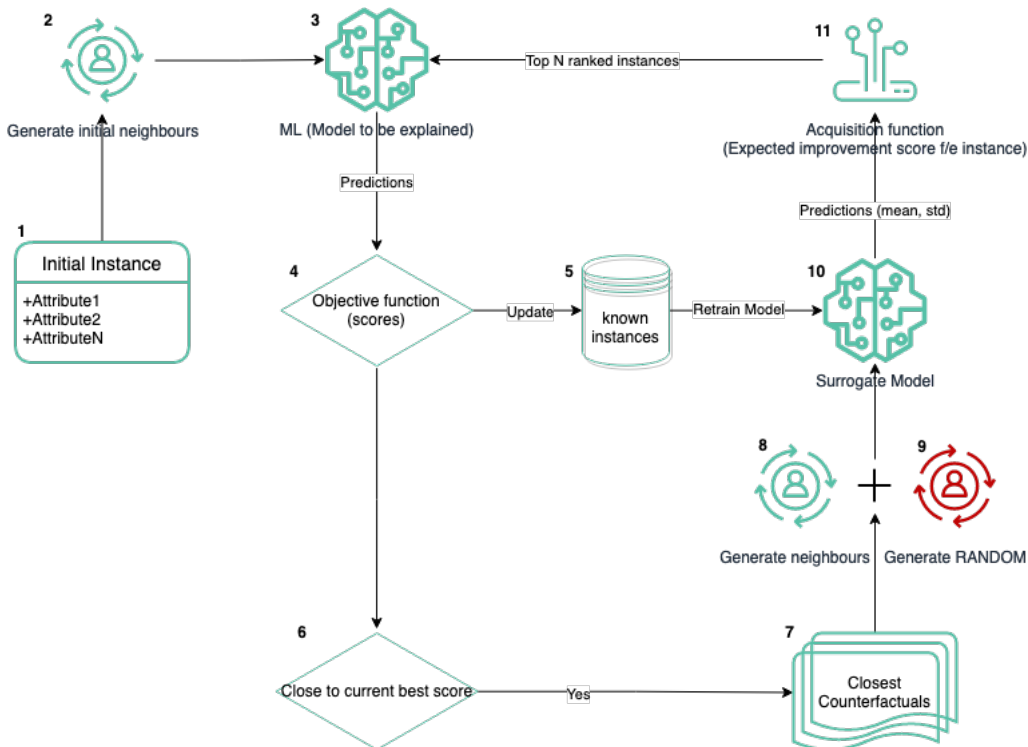 2
Generate initial neighbours
3
ML (Model to be explained)
Top N ranked instances
11
Acquisition function
(Expected improvement score f/e instance)
Predictions
Predictions (mean, std)
1
Initial Instance
+Attribute1
+Attribute2
+AttributeN
4
Objective function
(scores)
Update
5
known
instances
Retrain Model
10
Surrogate Model
8
9
Generate neighbours
Generate RANDOM
6
Close to current best score
Yes
7
Closest
Counterfactuals